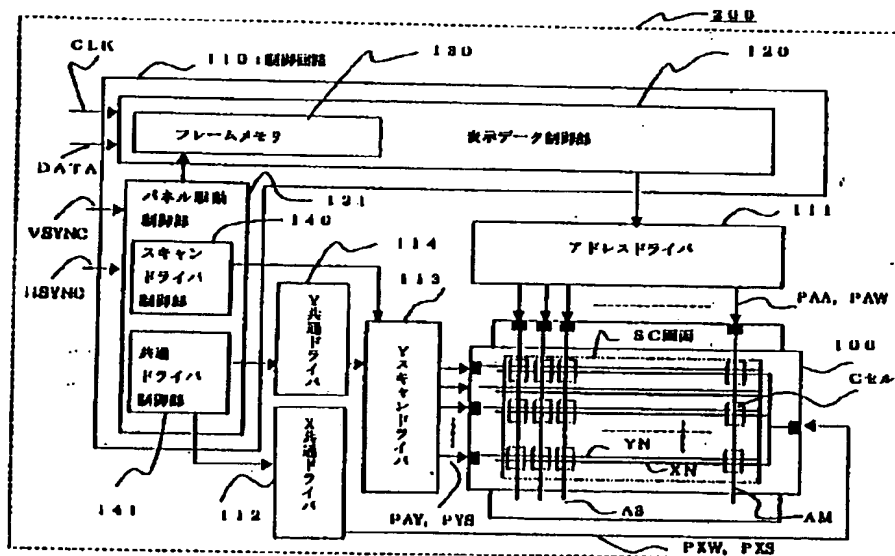 200
CLK
110:制御回路
130
120
フレームメモリ
表示データ制御部
DATA
パネル駆動
制御部
121
VSYNC
140
スキャン
ドライバ
制御部
HSYNC
114
113
111
アドレスドライバ
PAA, PAW
Y共通ドライバ
Yスキャンドライバ
SC画面
100
Cセル
共通
ドライバ
制御部
X共通ドライバ
YN
XN
141
112
PAY, PYS
AS
AM
PXW, PXS